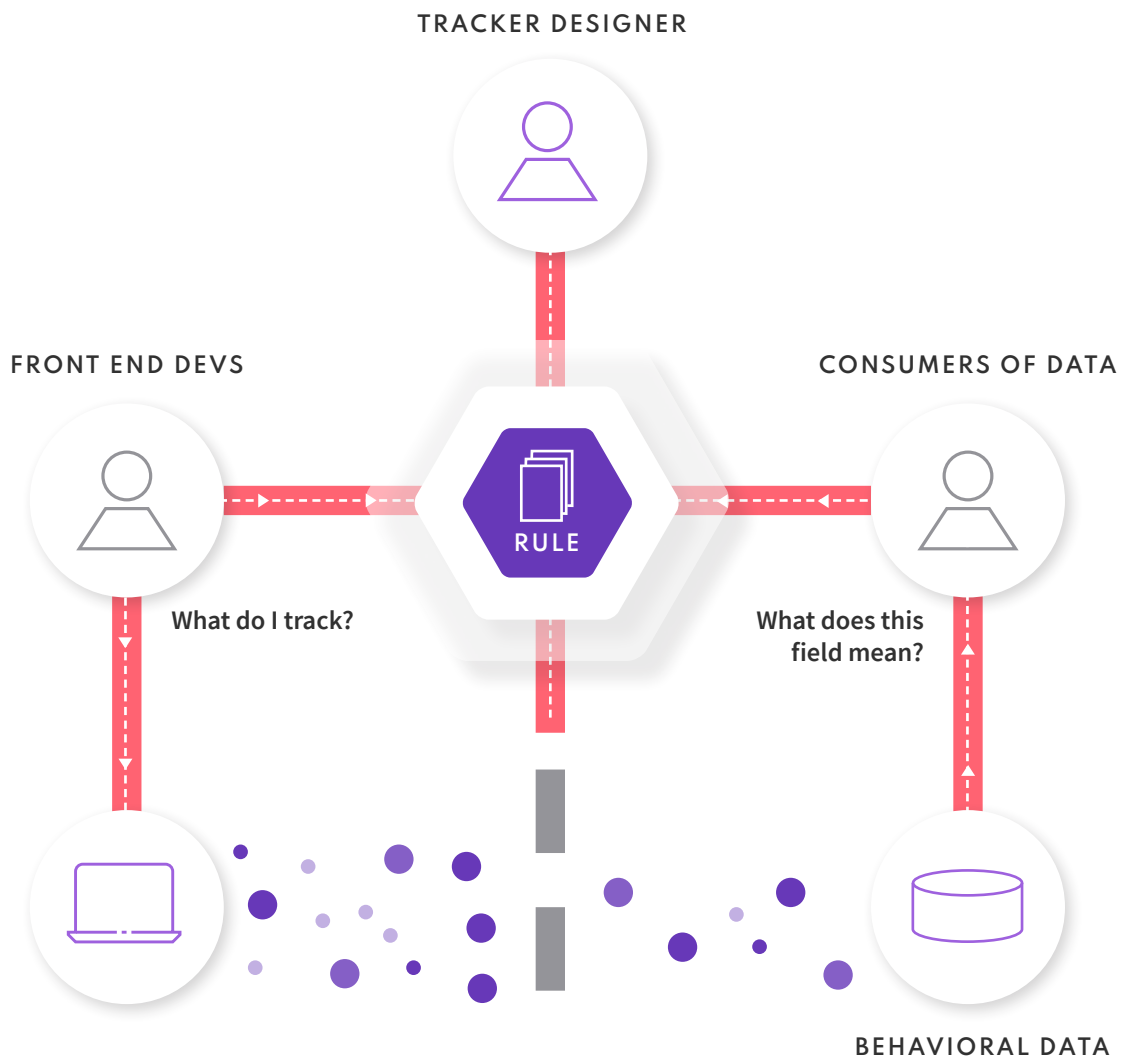 TRACKER DESIGNER
FRONT END DEVS
CONSUMERS OF DATA
RULE
What do I track?
What does this
field mean?
BEHAVIORAL DATA